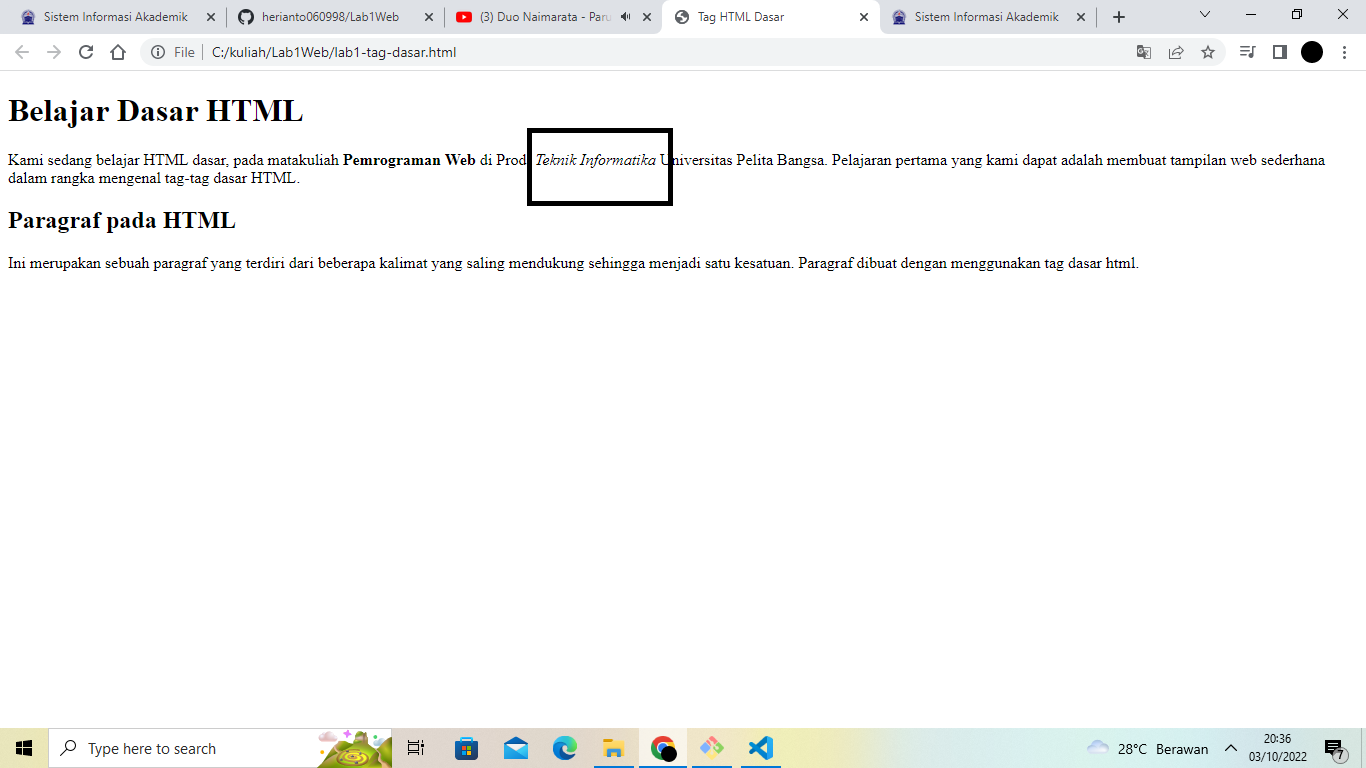 Sistem Informasi Akademik
herianto060998/Lab1Web
(3) Duo Naimarata - Paru
Tag HTML Dasar
Sistem Informasi Akademik
File
C:/kuliah/Lab1Web/lab1-tag-dasar.html
Belajar Dasar HTML
Kami sedang belajar HTML dasar, pada matakuliah Pemrograman Web di Prod Teknik Informatika Universitas Pelita Bangsa. Pelajaran pertama yang kami dapat adalah membuat tampilan web sederhana
dalam rangka mengenal tag-tag dasar HTML.
Paragraf pada HTML
Ini merupakan sebuah paragraf yang terdiri dari beberapa kalimat yang saling mendukung sehingga menjadi satu kesatuan. Paragraf dibuat dengan menggunakan tag dasar html.
Type here to search
28°C Berawan
20:36
03/10/2022
7